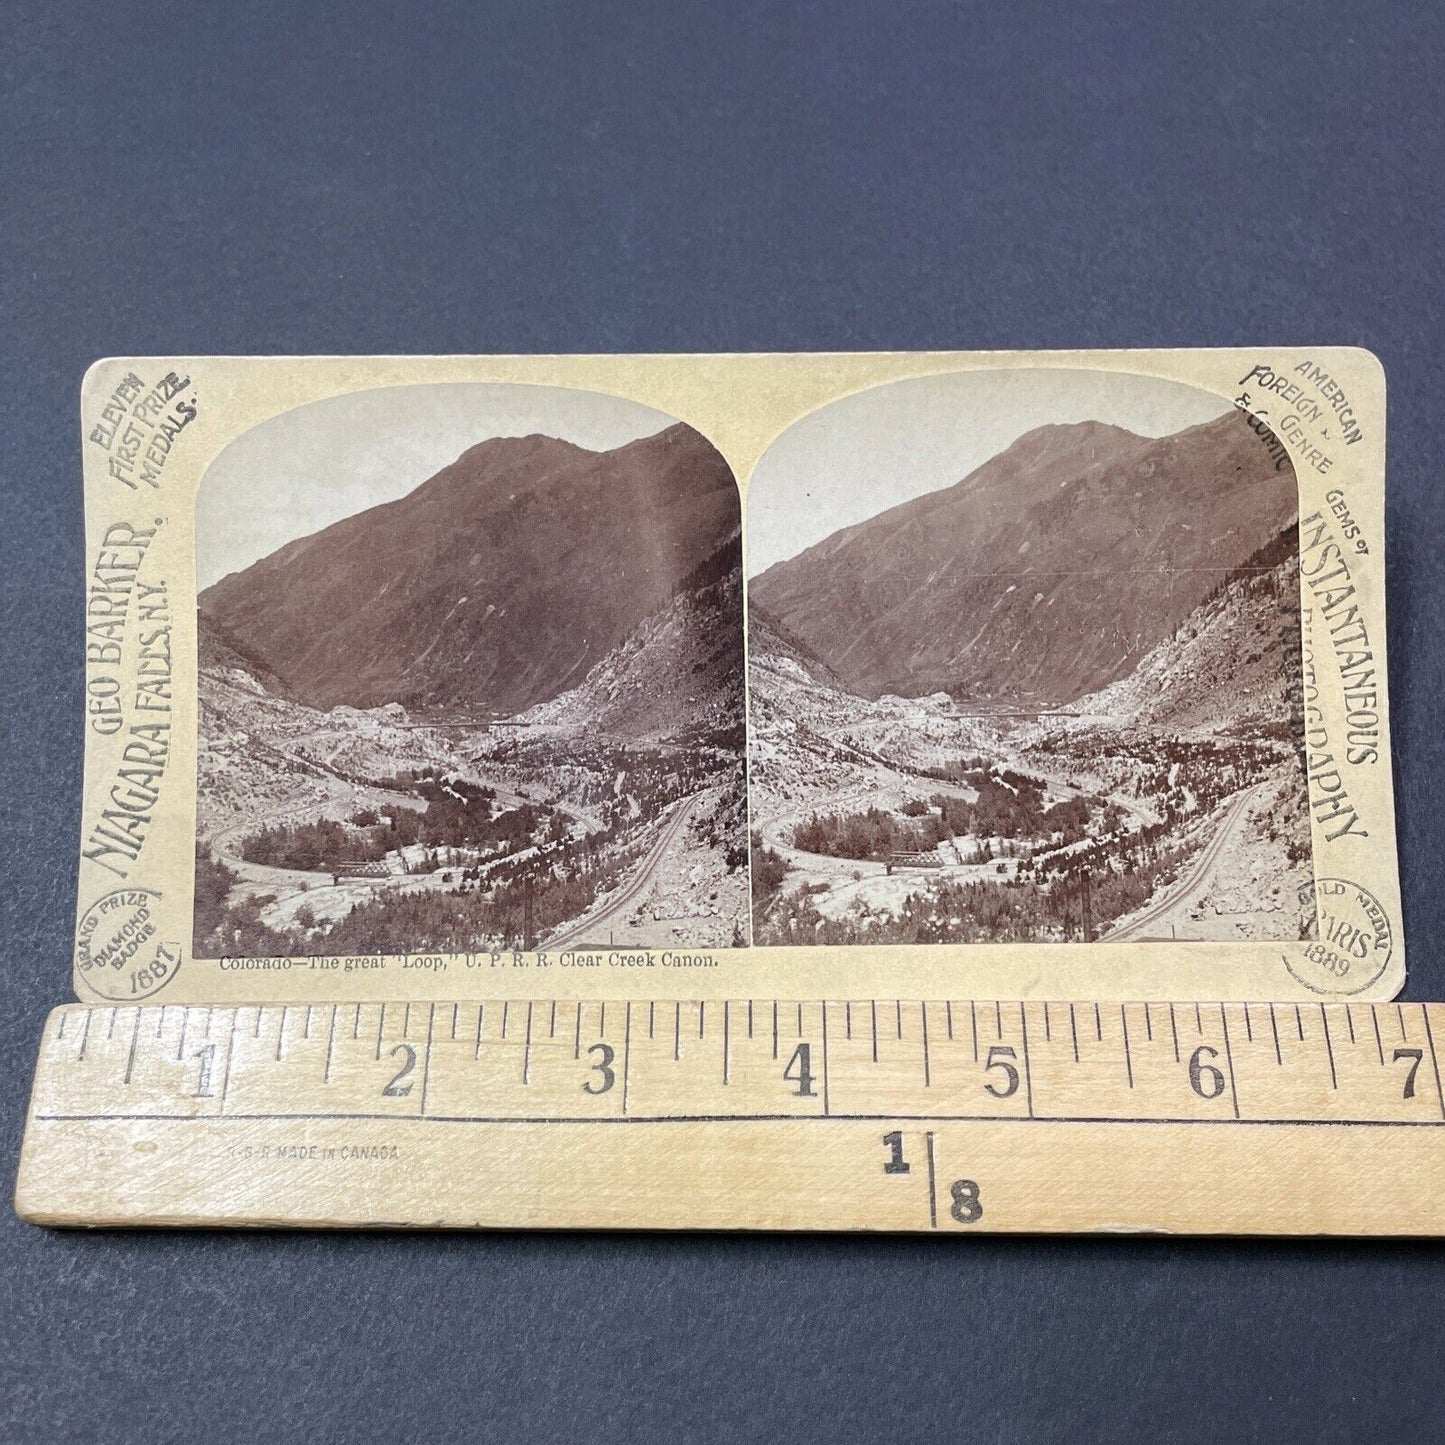 ELEVEN
FIRST PRIZE
MEDALS.
GEO BARKER.
NIAGARA FALLS, N.Y.
GRAND PRIZE
DIAMOND
BADGE
1887
AMERICAN
FOREIGN &
GENRE
& COMIC
GEMS OF
INSTANTANEOUS
PHOTOGRAPHY
GOLD MEDAL
PARIS
1889
Colorado—The great "Loop," U. P. R. R. Clear Creek Canon.
1 2 3 4 5 6 7
MADE IN CANADA
1
8